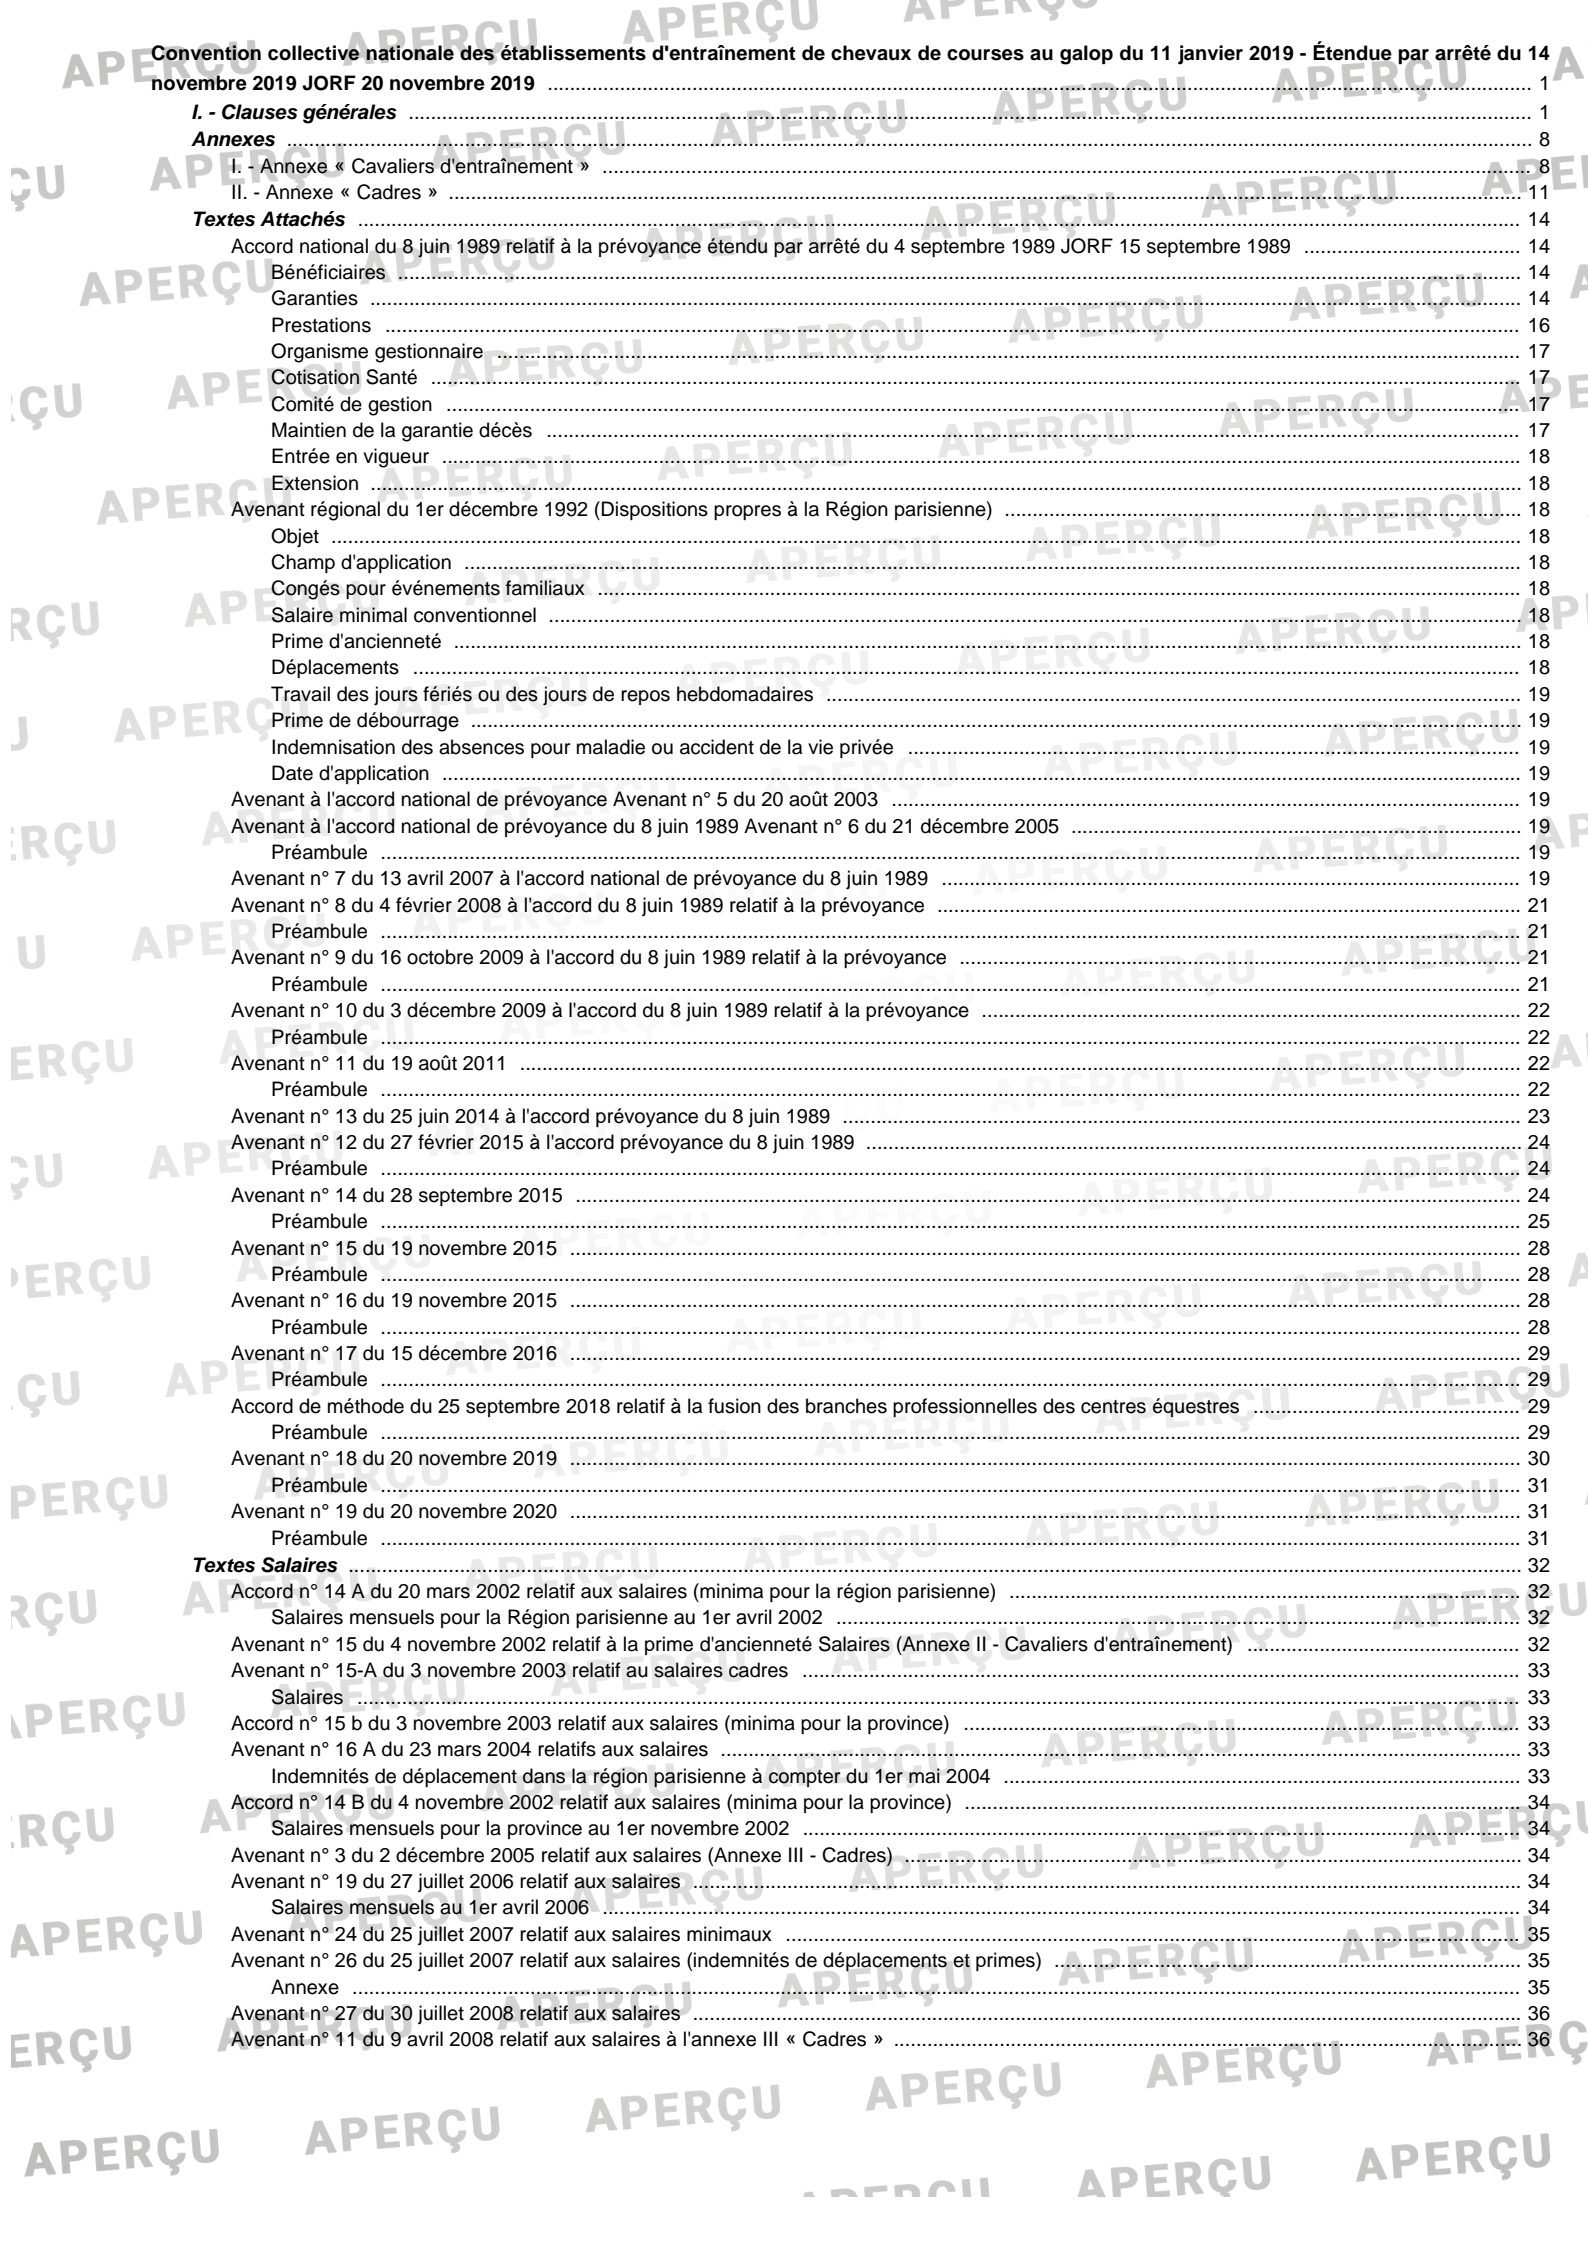 Convention collective nationale des établissements d'entraînement de chevaux de courses au galop du 11 janvier 2019 - Étendue par arrêté du 14
novembre 2019 JORF 20 novembre 2019 ... 1
I. - Clauses générales ... 1
Annexes ... 8
I. - Annexe « Cavaliers d'entraînement » ... 8
II. - Annexe « Cadres » ... 11
Textes Attachés ... 14
Accord national du 8 juin 1989 relatif à la prévoyance étendu par arrêté du 4 septembre 1989 JORF 15 septembre 1989 ... 14
Bénéficiaires ... 14
Garanties ... 14
Prestations ... 16
Organisme gestionnaire ... 17
Cotisation Santé ... 17
Comité de gestion ... 17
Maintien de la garantie décès ... 17
Entrée en vigueur ... 18
Extension ... 18
Avenant régional du 1er décembre 1992 (Dispositions propres à la Région parisienne) ... 18
Objet ... 18
Champ d'application ... 18
Congés pour événements familiaux ... 18
Salaire minimal conventionnel ... 18
Prime d'ancienneté ... 18
Déplacements ... 18
Travail des jours fériés ou des jours de repos hebdomadaires ... 19
Prime de débourrage ... 19
Indemnisation des absences pour maladie ou accident de la vie privée ... 19
Date d'application ... 19
Avenant à l'accord national de prévoyance Avenant n° 5 du 20 août 2003 ... 19
Avenant à l'accord national de prévoyance du 8 juin 1989 Avenant n° 6 du 21 décembre 2005 ... 19
Préambule ... 19
Avenant n° 7 du 13 avril 2007 à l'accord national de prévoyance du 8 juin 1989 ... 19
Avenant n° 8 du 4 février 2008 à l'accord du 8 juin 1989 relatif à la prévoyance ... 21
Préambule ... 21
Avenant n° 9 du 16 octobre 2009 à l'accord du 8 juin 1989 relatif à la prévoyance ... 21
Préambule ... 21
Avenant n° 10 du 3 décembre 2009 à l'accord du 8 juin 1989 relatif à la prévoyance ... 22
Préambule ... 22
Avenant n° 11 du 19 août 2011 ... 22
Préambule ... 22
Avenant n° 13 du 25 juin 2014 à l'accord prévoyance du 8 juin 1989 ... 23
Avenant n° 12 du 27 février 2015 à l'accord prévoyance du 8 juin 1989 ... 24
Préambule ... 24
Avenant n° 14 du 28 septembre 2015 ... 24
Préambule ... 25
Avenant n° 15 du 19 novembre 2015 ... 28
Préambule ... 28
Avenant n° 16 du 19 novembre 2015 ... 28
Préambule ... 28
Avenant n° 17 du 15 décembre 2016 ... 29
Préambule ... 29
Accord de méthode du 25 septembre 2018 relatif à la fusion des branches professionnelles des centres équestres ... 29
Préambule ... 29
Avenant n° 18 du 20 novembre 2019 ... 30
Préambule ... 31
Avenant n° 19 du 20 novembre 2020 ... 31
Préambule ... 31
Textes Salaires ... 32
Accord n° 14 A du 20 mars 2002 relatif aux salaires (minima pour la région parisienne) ... 32
Salaires mensuels pour la Région parisienne au 1er avril 2002 ... 32
Avenant n° 15 du 4 novembre 2002 relatif à la prime d'ancienneté Salaires (Annexe II - Cavaliers d'entraînement) ... 32
Avenant n° 15-A du 3 novembre 2003 relatif au salaires cadres ... 33
Salaires ... 33
Accord n° 15 b du 3 novembre 2003 relatif aux salaires (minima pour la province) ... 33
Avenant n° 16 A du 23 mars 2004 relatifs aux salaires ... 33
Indemnités de déplacement dans la région parisienne à compter du 1er mai 2004 ... 33
Accord n° 14 B du 4 novembre 2002 relatif aux salaires (minima pour la province) ... 34
Salaires mensuels pour la province au 1er novembre 2002 ... 34
Avenant n° 3 du 2 décembre 2005 relatif aux salaires (Annexe III - Cadres) ... 34
Avenant n° 19 du 27 juillet 2006 relatif aux salaires ... 34
Salaires mensuels au 1er avril 2006 ... 34
Avenant n° 24 du 25 juillet 2007 relatif aux salaires minimaux ... 35
Avenant n° 26 du 25 juillet 2007 relatif aux salaires (indemnités de déplacements et primes) ... 35
Annexe ... 35
Avenant n° 27 du 30 juillet 2008 relatif aux salaires ... 36
Avenant n° 11 du 9 avril 2008 relatif aux salaires à l'annexe III « Cadres » ... 36